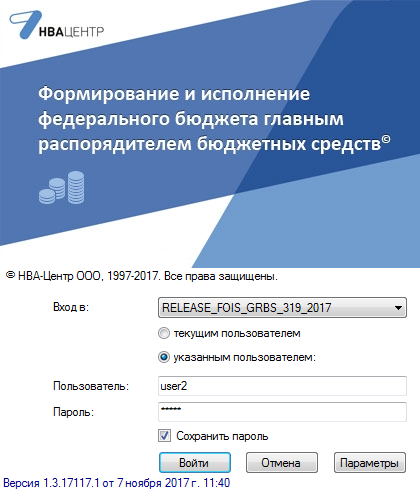 НВАЦЕНТР
Формирование и исполнение
федерального бюджета главным
распорядителем бюджетных средств©
© НВА-Центр ООО, 1997-2017. Все права защищены.
Вход в: RELEASE_FOIS_GRBS_319_2017
текущим пользователем
указанным пользователем:
Пользователь: user2
Пароль: *****
Сохранить пароль
Войти Отмена Параметры
Версия 1.3.17117.1 от 7 ноября 2017 г. 11:40